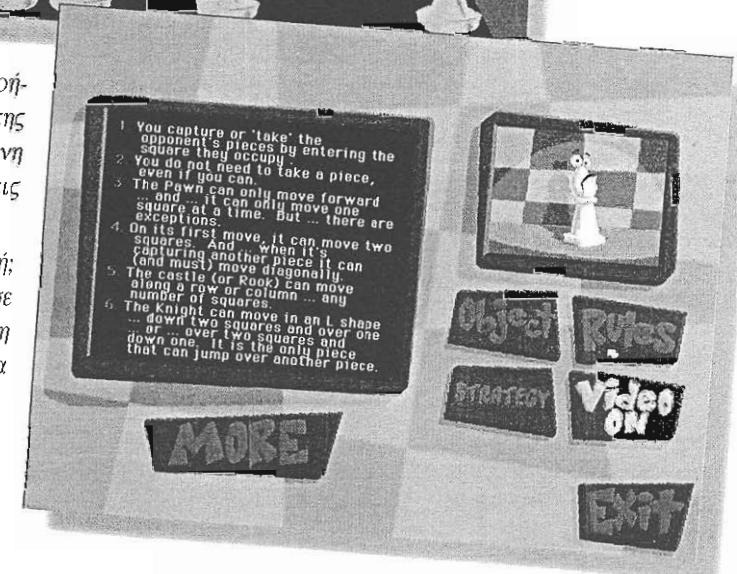 1. You capture or 'take' the
opponent's pieces by entering the
square they occupy.
2. You do not need to take a piece,
even if you can.
3. The Pawn can only move forward
... and ... it can only move one
square at a time. But ... there are
exceptions.
4. On its first move, it can move two
squares. And ... when it's
capturing another piece it can
(and must) move diagonally.
5. The castle (or Rook) can move
along a row or column ... any
number of squares.
6. The Knight can move in an L shape
... down two squares and over one
... or ... over two squares and
down one. It is the only piece
that can jump over another piece.
Object Rules
STRATEGY Video
ON
MORE
Exit